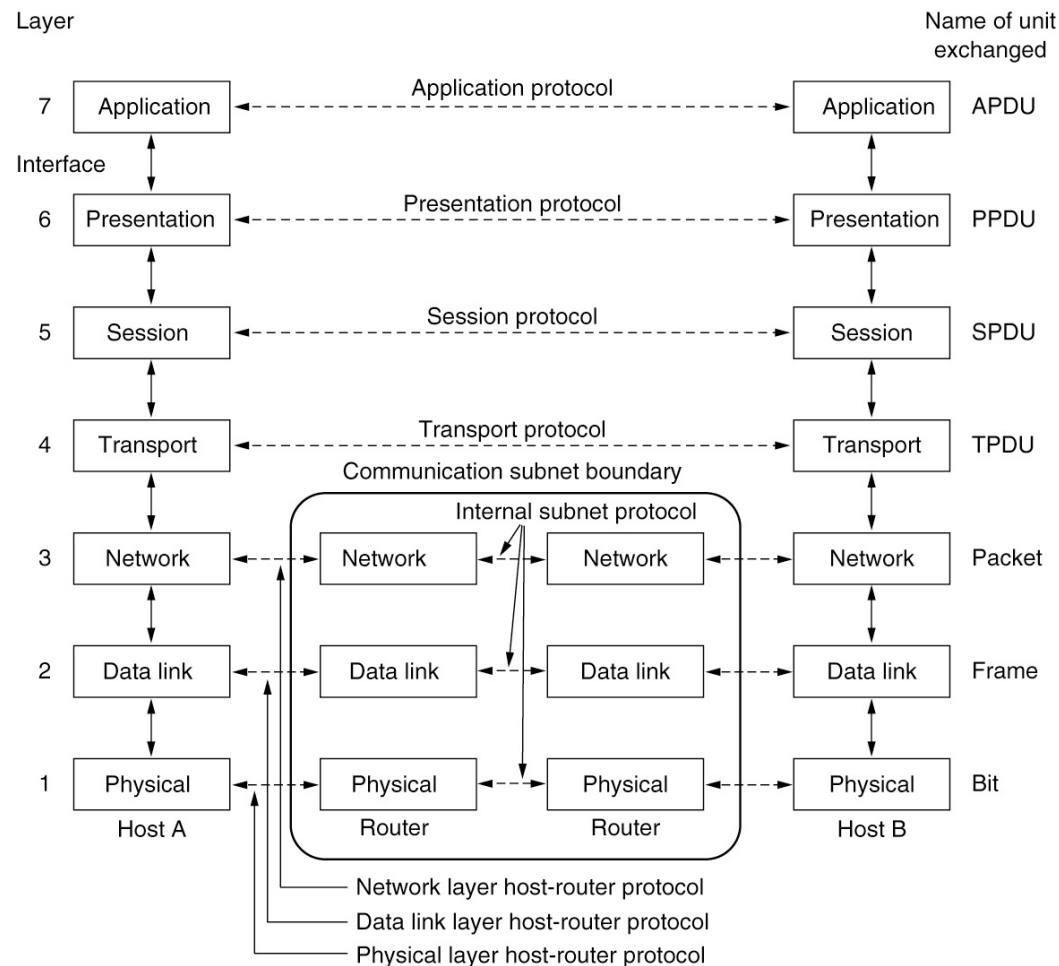 Layer
Name of unit
exchanged
Application protocol
7 Application Application APDU
Interface
Presentation protocol
6 Presentation Presentation PPDU
Session protocol
5 Session Session SPDU
Transport protocol
4 Transport Transport TPDU
Communication subnet boundary
Internal subnet protocol
3 Network Network Network Network Packet
2 Data link Data link Data link Data link Frame
1 Physical Physical Physical Physical Bit
Host A Router Router Host B
Network layer host-router protocol
Data link layer host-router protocol
Physical layer host-router protocol